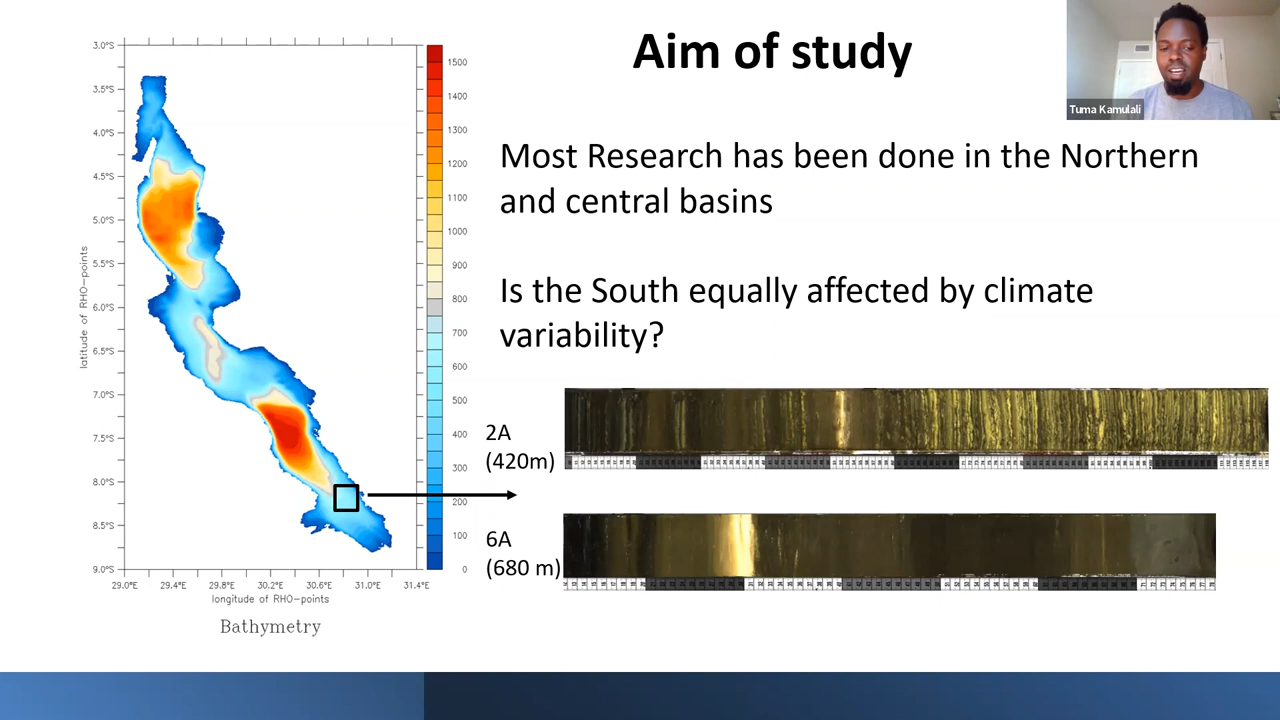 Aim of study
Tuma Kamulali
Most Research has been done in the Northern
and central basins
Is the South equally affected by climate
variability?
2A
(420m)
6A
(680 m)
3.0°S
3.5°S
4.0°S
4.5°S
5.0°S
5.5°S
6.0°S
6.5°S
7.0°S
7.5°S
8.0°S
8.5°S
9.0°S
latitude of RHO-points
29.0°E 29.4°E 29.8°E 30.2°E 30.6°E 31.0°E 31.4°E
longitude of RHO-points
Bathymetry
1500
1400
1300
1200
1100
1000
900
800
700
600
500
400
300
200
100
0